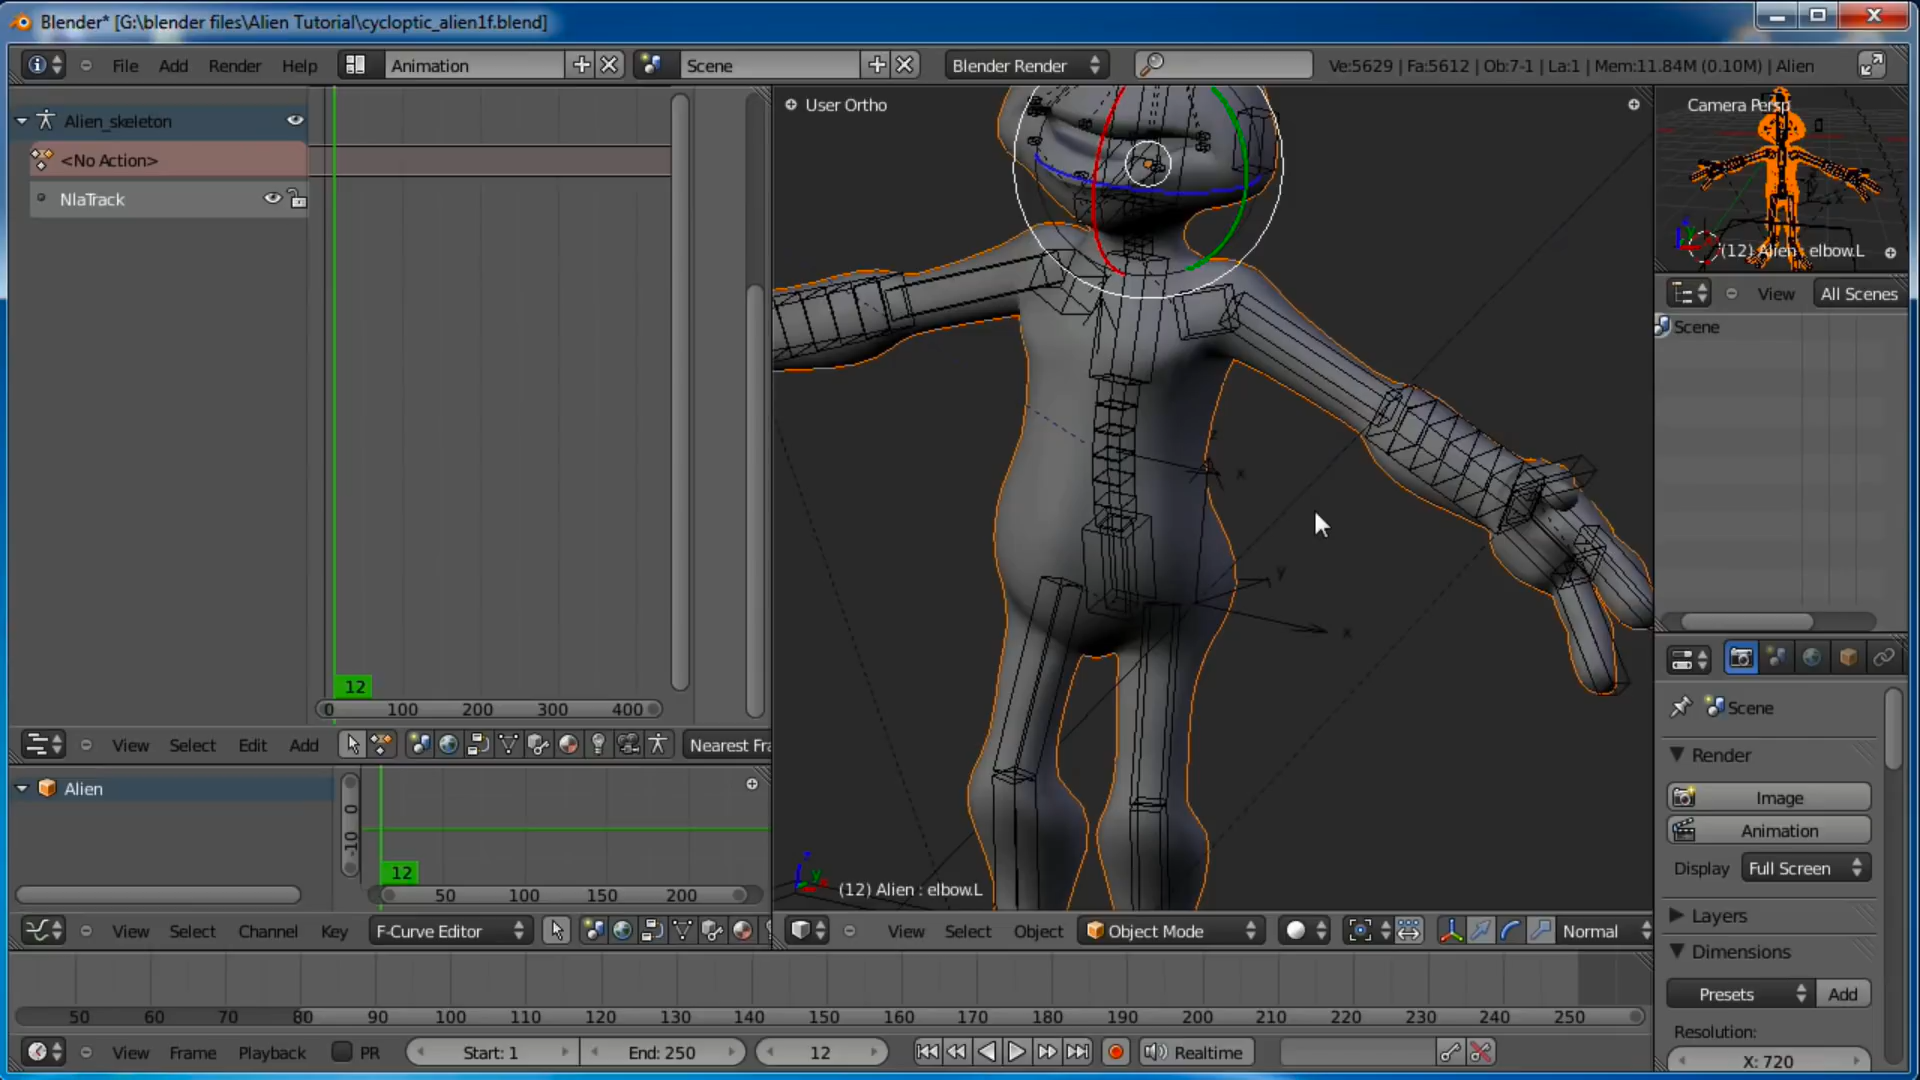 Blender* [G:\blender files\Alien Tutorial\cycloptic_alien1f.blend]
File Add Render Help Animation Scene Blender Render Ve:5629 | Fa:5612 | Ob:7-1 | La:1 | Mem:11.84M (0.10M) | Alien
Alien_skeleton
<No Action>
NlaTrack
12
0 100 200 300 400
View Select Edit Add Nearest Fra
Alien
0
-10
12
50 100 150 200
View Select Channel Key F-Curve Editor
User Ortho
z
x
y
x
(12) Alien : elbow.L
View Select Object Object Mode Normal
Camera Persp
(12) Alien : elbow.L
View All Scenes
Scene
Scene
Render
Image
Animation
Display Full Screen
Layers
Dimensions
Presets Add
Resolution:
X: 720
50 60 70 80 90 100 110 120 130 140 150 160 170 180 190 200 210 220 230 240 250
View Frame Playback PR Start: 1 End: 250 12 Realtime